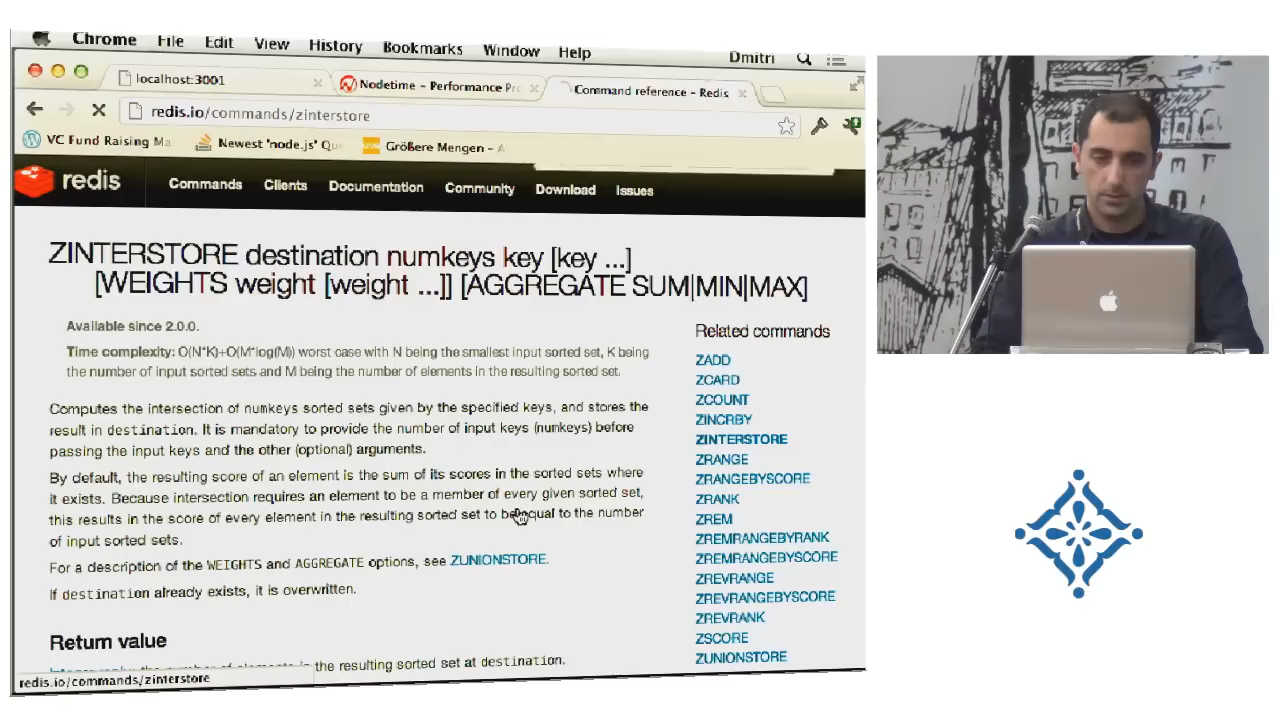 Chrome File Edit View History Bookmarks Window Help Dmitri
localhost:3001 Nodetime - Performance Pro Command reference - Redis
redis.io/commands/zinterstore
VC Fund Raising Ma Newest 'node.js' Qu Größere Mengen -
redis Commands Clients Documentation Community Download Issues
ZINTERSTORE destination numkeys key [key ...]
[WEIGHTS weight [weight ...]] [AGGREGATE SUM|MIN|MAX]
Available since 2.0.0.
Time complexity: O(N*K)+O(M*log(M)) worst case with N being the smallest input sorted set, K being
the number of input sorted sets and M being the number of elements in the resulting sorted set.
Computes the intersection of numkeys sorted sets given by the specified keys, and stores the
result in destination. It is mandatory to provide the number of input keys (numkeys) before
passing the input keys and the other (optional) arguments.
By default, the resulting score of an element is the sum of its scores in the sorted sets where
it exists. Because intersection requires an element to be a member of every given sorted set,
this results in the score of every element in the resulting sorted set to be equal to the number
of input sorted sets.
For a description of the WEIGHTS and AGGREGATE options, see ZUNIONSTORE.
If destination already exists, it is overwritten.
Return value
the number of elements in the resulting sorted set at destination.
redis.io/commands/zinterstore
Related commands
ZADD
ZCARD
ZCOUNT
ZINCRBY
ZINTERSTORE
ZRANGE
ZRANGEBYSCORE
ZRANK
ZREM
ZREMRANGEBYRANK
ZREMRANGEBYSCORE
ZREVRANGE
ZREVRANGEBYSCORE
ZREVRANK
ZSCORE
ZUNIONSTORE